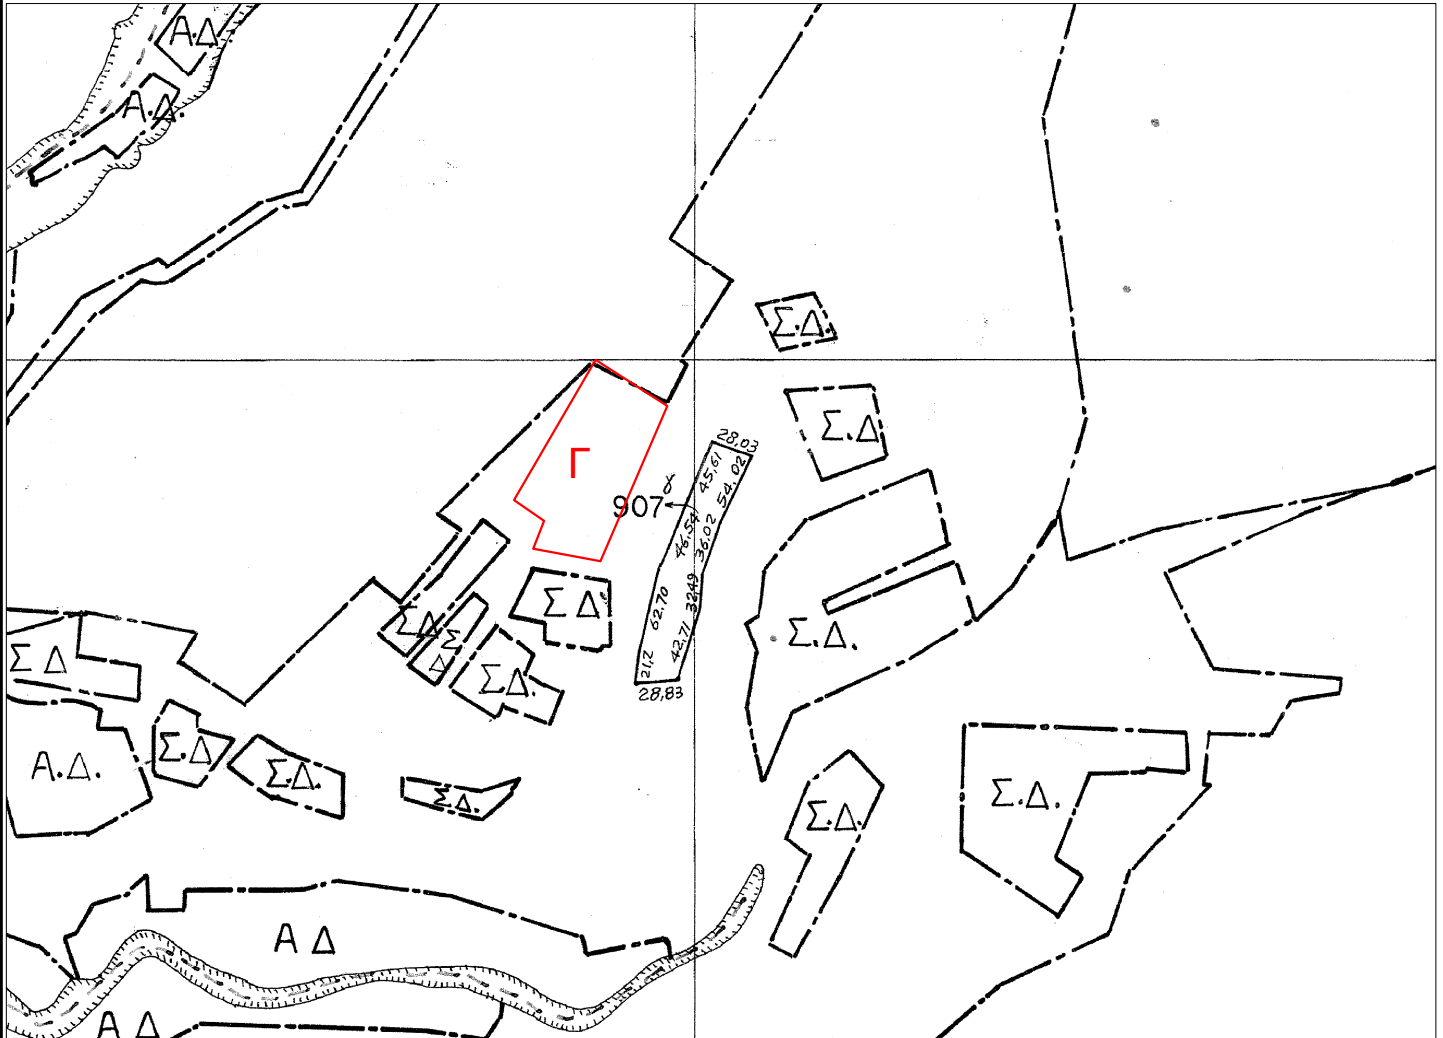 Α.Δ.
Α.Δ.
Σ.Δ.
Σ.Δ
Γ
28,03
45,61
54,02
907
α
46,54
36,02
32,49
62,70
42,71
21,2
28,83
Σ Δ
Σ Δ
Σ Δ
Σ.Δ.
Σ.Δ.
Σ Δ
Α.Δ.
Σ.Δ
Σ.Δ.
Σ.Δ.
Σ.Δ.
Σ.Δ.
Α Δ
Α Δ